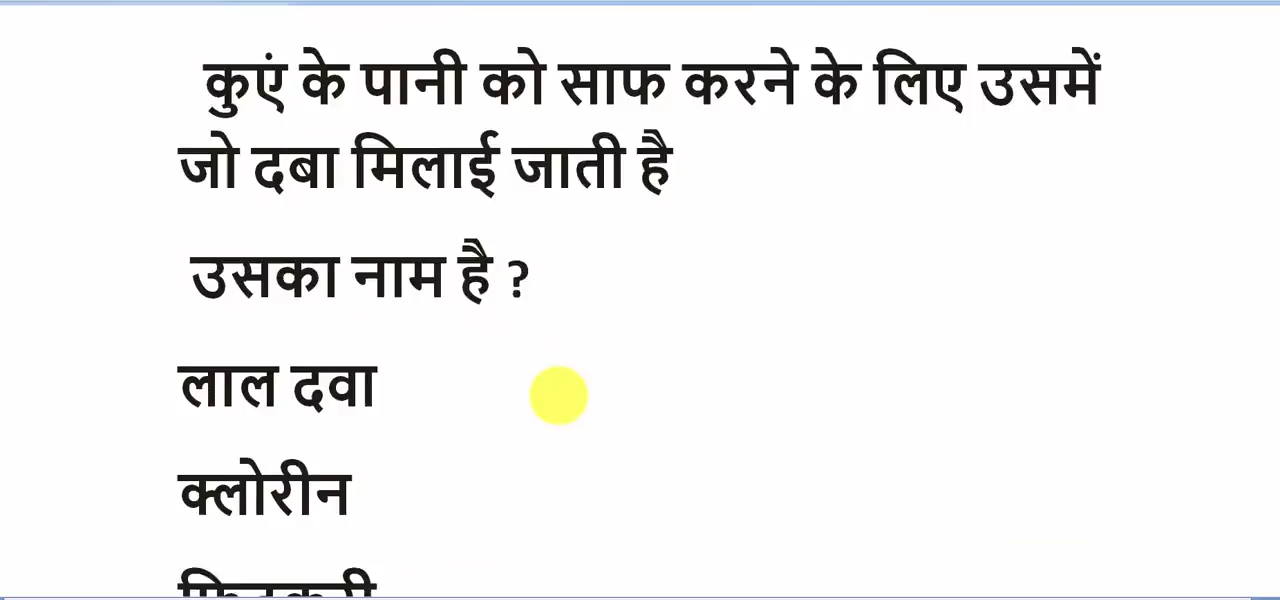 कुएं के पानी को साफ करने के लिए उसमें
जो दबा मिलाई जाती है
उसका नाम है ?
लाल दवा
क्लोरीन